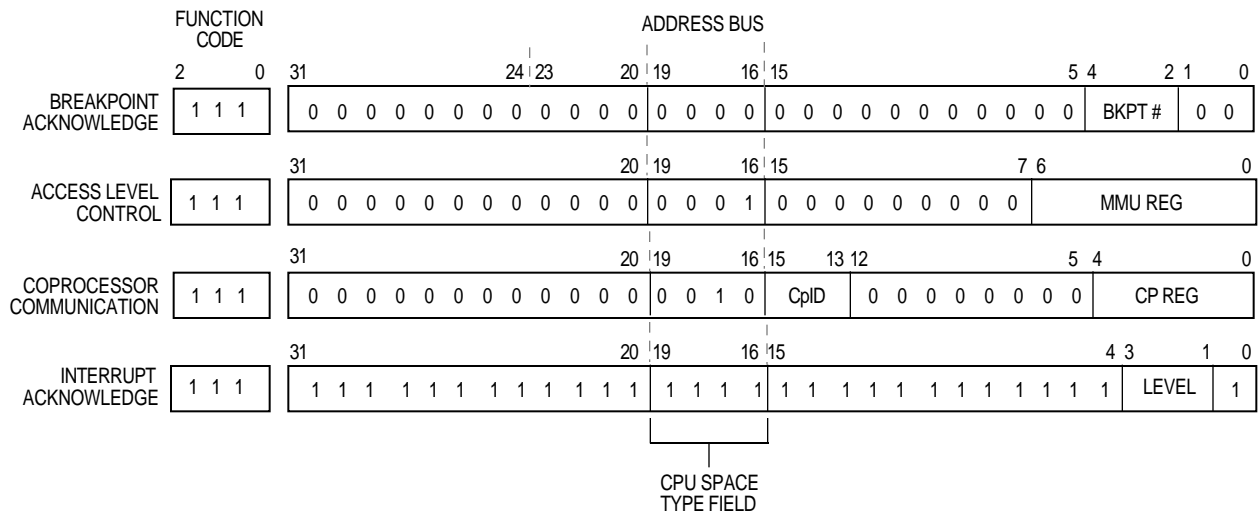 FUNCTION
CODE
ADDRESS BUS
2 0 31 24 23 20 19 16 15 5 4 2 1 0
BREAKPOINT
ACKNOWLEDGE
1 1 1 0 0 0 0 0 0 0 0 0 0 0 0 0 0 0 0 0 0 0 0 0 0 0 0 0 0 0 BKPT # 0 0
31 20 19 16 15 7 6 0
ACCESS LEVEL
CONTROL
1 1 1 0 0 0 0 0 0 0 0 0 0 0 0 0 0 0 1 0 0 0 0 0 0 0 0 0 MMU REG
31 20 19 16 15 13 12 5 4 0
COPROCESSOR
COMMUNICATION
1 1 1 0 0 0 0 0 0 0 0 0 0 0 0 0 0 1 0 CpID 0 0 0 0 0 0 0 0 CP REG
31 20 19 16 15 4 3 1 0
INTERRUPT
ACKNOWLEDGE
1 1 1 1 1 1 1 1 1 1 1 1 1 1 1 1 1 1 1 1 1 1 1 1 1 1 1 1 1 1 1 LEVEL 1
CPU SPACE
TYPE FIELD